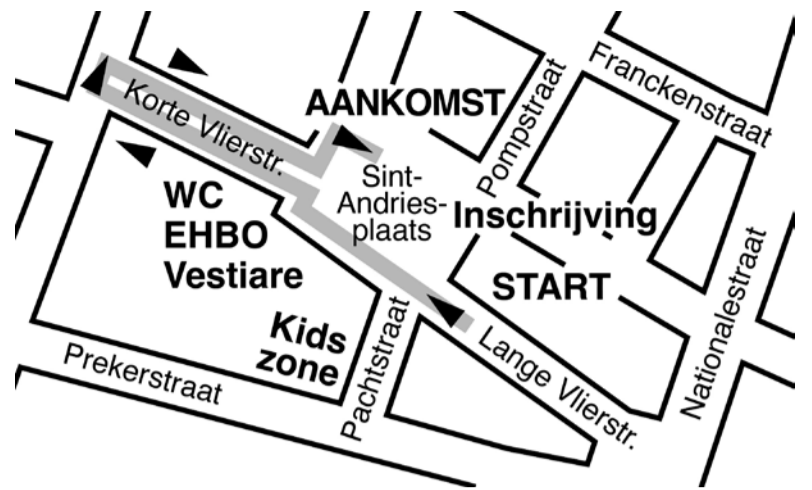 Franckenstraat
Korte Vlierstr.
AANKOMST
Pompstraat
Sint-
Andries-
plaats
Inschrijving
WC
EHBO
Vestiare
START
Kids
zone
Nationalestraat
Prekerstraat
Pachtstraat
Lange Vlierstr.